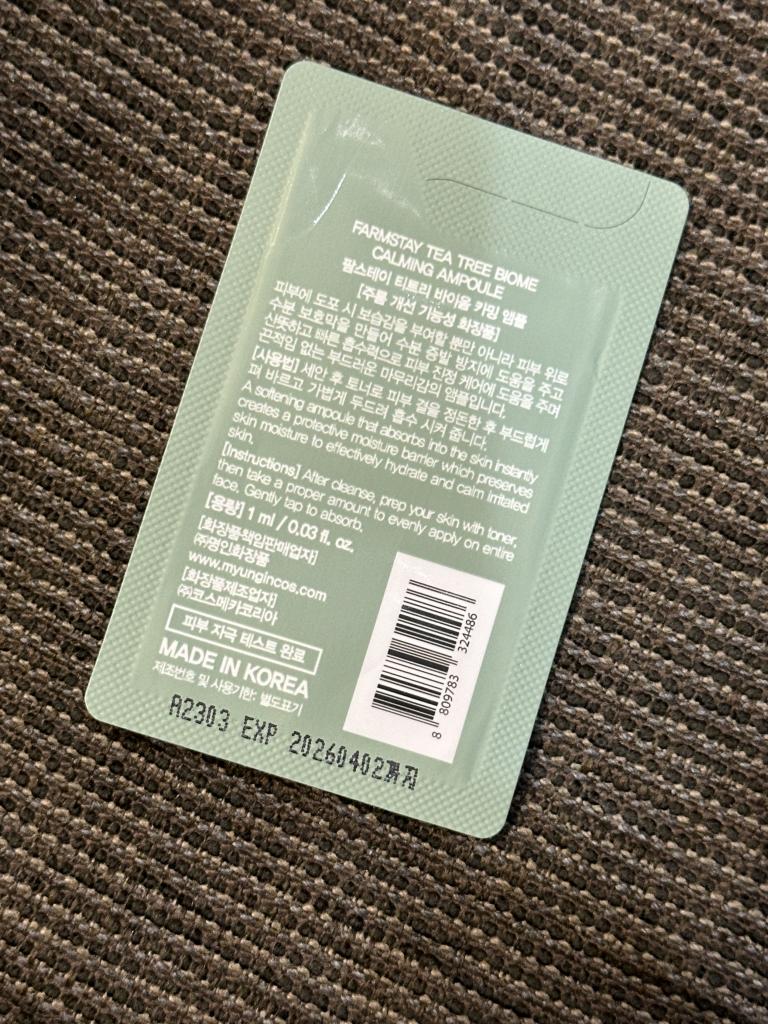 FARMSTAY TEA TREE BIOME
CALMING AMPOULE
팜스테이 티트리 바이옴 카밍 앰플
[주름 개선 기능성 화장품]
피부에 도포 시 보습감을 부여할 뿐만 아니라 피부 위로
수분 보호막을 만들어 수분 증발 방지에 도움을 주고
산뜻하고 빠른 흡수력으로 피부 진정 케어에 도움을 주며
끈적임 없는 부드러운 마무리감의 앰플입니다.
[사용법] 세안 후 토너로 피부 결을 정돈한 후 부드럽게
펴 바르고 가볍게 두드려 흡수 시켜 줍니다.
A softening ampoule that absorbs into the skin instantly
creates a protective moisture barrier which preserves
skin moisture to effectively hydrate and calm irritated
skin.
[Instructions] After cleanse, prep your skin with toner,
then take a proper amount to evenly apply on entire
face. Gently tap to absorb.
[용량] 1 ml / 0.03 fl. oz.
[화장품책임판매업자]
㈜명인화장품
www.myungincos.com
[화장품제조업자]
㈜코스메카코리아
피부 자극 테스트 완료
MADE IN KOREA
제조번호 및 사용기한: 별도표기
A2303 EXP 20260402까지
8 809783 324486